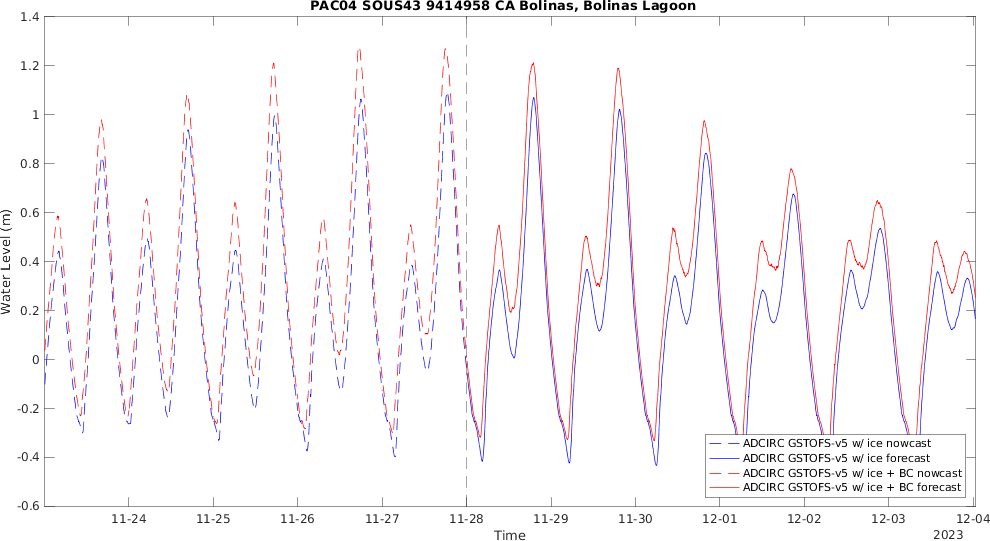 PAC04 SOUS43 9414958 CA Bolinas, Bolinas Lagoon
1.4
1.2
1
0.8
0.6
0.4
0.2
0
-0.2
-0.4
-0.6
Water Level (m)
ADCIRC GSTOFS-v5 w/ ice nowcast
ADCIRC GSTOFS-v5 w/ ice forecast
ADCIRC GSTOFS-v5 w/ ice + BC nowcast
ADCIRC GSTOFS-v5 w/ ice + BC forecast
11-24 11-25 11-26 11-27 11-28 11-29 11-30 12-01 12-02 12-03 12-04
Time
2023